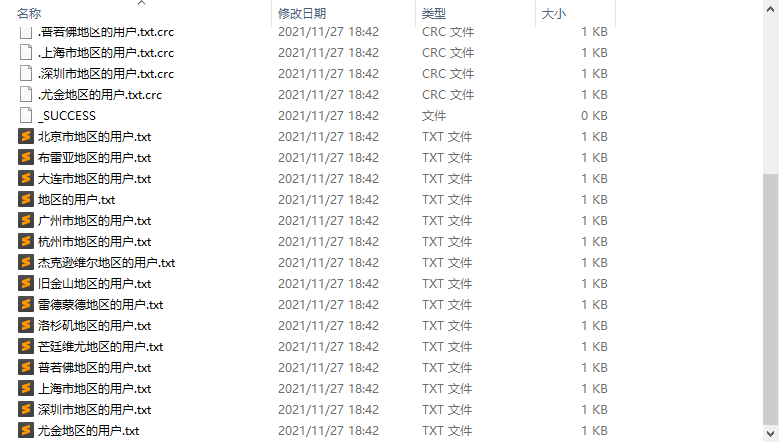 名称 修改日期 类型 大小
.普若佛地区的用户.txt.crc 2021/11/27 18:42 CRC 文件 1 KB
.上海市地区的用户.txt.crc 2021/11/27 18:42 CRC 文件 1 KB
.深圳市地区的用户.txt.crc 2021/11/27 18:42 CRC 文件 1 KB
.尤金地区的用户.txt.crc 2021/11/27 18:42 CRC 文件 1 KB
_SUCCESS 2021/11/27 18:42 文件 0 KB
北京市地区的用户.txt 2021/11/27 18:42 TXT 文件 1 KB
布雷亚地区的用户.txt 2021/11/27 18:42 TXT 文件 1 KB
大连市地区的用户.txt 2021/11/27 18:42 TXT 文件 1 KB
地区的用户.txt 2021/11/27 18:42 TXT 文件 1 KB
广州市地区的用户.txt 2021/11/27 18:42 TXT 文件 1 KB
杭州市地区的用户.txt 2021/11/27 18:42 TXT 文件 1 KB
杰克逊维尔地区的用户.txt 2021/11/27 18:42 TXT 文件 1 KB
旧金山地区的用户.txt 2021/11/27 18:42 TXT 文件 1 KB
雷德蒙德地区的用户.txt 2021/11/27 18:42 TXT 文件 1 KB
洛杉矶地区的用户.txt 2021/11/27 18:42 TXT 文件 1 KB
芒廷维尤地区的用户.txt 2021/11/27 18:42 TXT 文件 1 KB
普若佛地区的用户.txt 2021/11/27 18:42 TXT 文件 1 KB
上海市地区的用户.txt 2021/11/27 18:42 TXT 文件 1 KB
深圳市地区的用户.txt 2021/11/27 18:42 TXT 文件 1 KB
尤金地区的用户.txt 2021/11/27 18:42 TXT 文件 1 KB